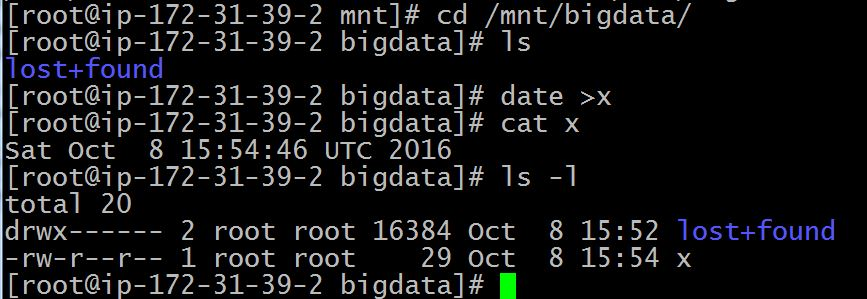 [root@ip-172-31-39-2 mnt]# cd /mnt/bigdata/
[root@ip-172-31-39-2 bigdata]# ls
lost+found
[root@ip-172-31-39-2 bigdata]# date >x
[root@ip-172-31-39-2 bigdata]# cat x
Sat Oct  8 15:54:46 UTC 2016
[root@ip-172-31-39-2 bigdata]# ls -l
total 20
drwx------ 2 root root 16384 Oct  8 15:52 lost+found
-rw-r--r-- 1 root root    29 Oct  8 15:54 x
[root@ip-172-31-39-2 bigdata]#